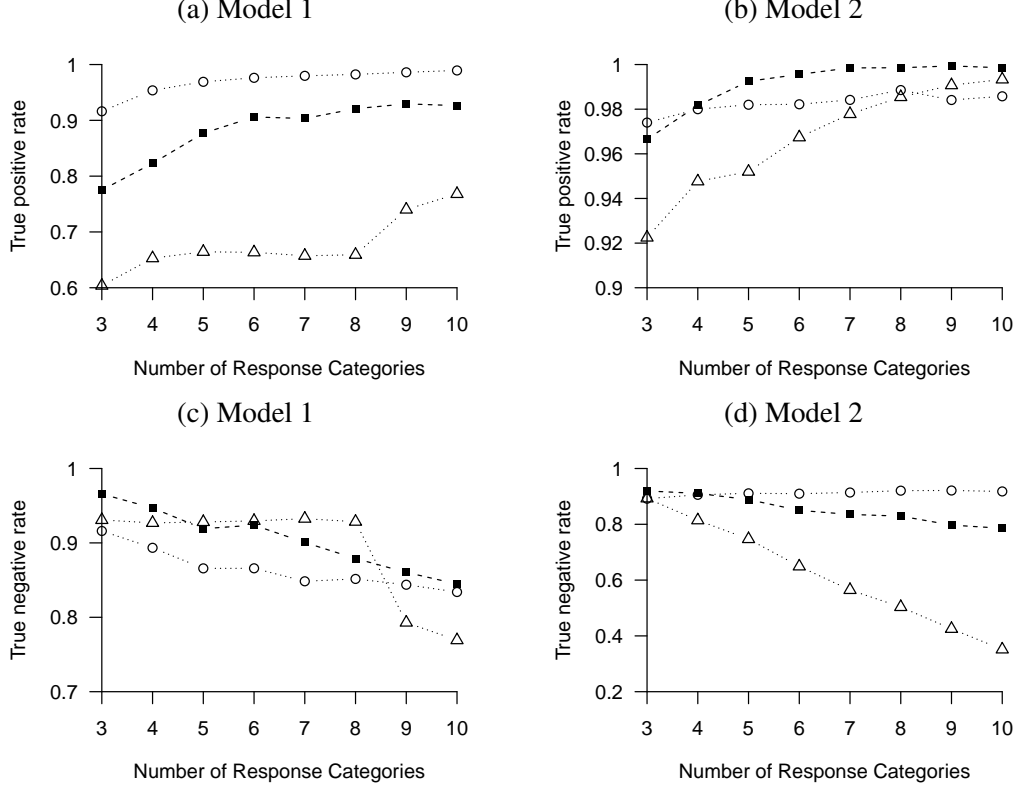 (a) Model 1
True positive rate
1
0.9
0.8
0.7
0.6
3 4 5 6 7 8 9 10
Number of Response Categories
(b) Model 2
True positive rate
1
0.98
0.96
0.94
0.92
0.9
3 4 5 6 7 8 9 10
Number of Response Categories
(c) Model 1
True negative rate
1
0.9
0.8
0.7
3 4 5 6 7 8 9 10
Number of Response Categories
(d) Model 2
True negative rate
1
0.8
0.6
0.4
0.2
3 4 5 6 7 8 9 10
Number of Response Categories